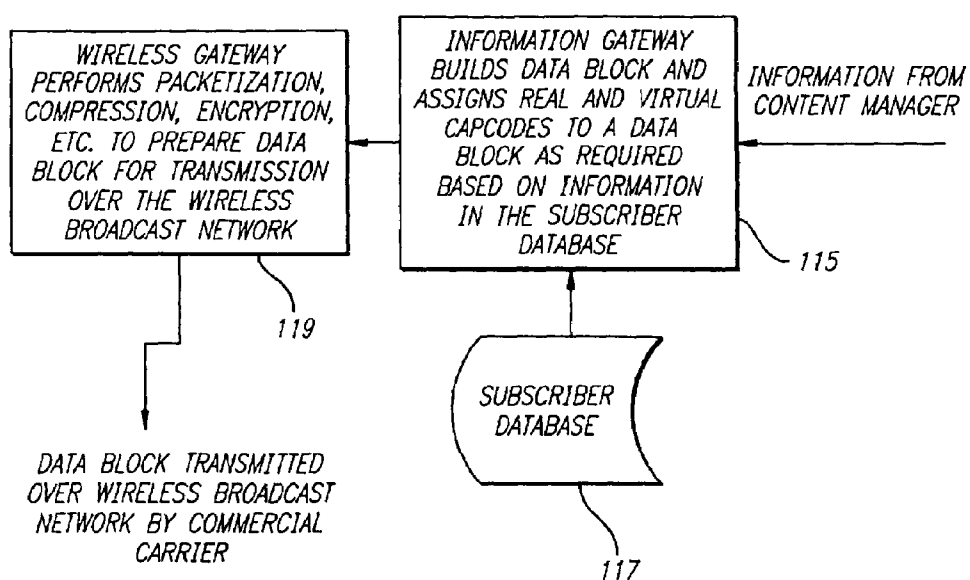 WIRELESS GATEWAY
PERFORMS PACKETIZATION,
COMPRESSION, ENCRYPTION,
ETC. TO PREPARE DATA
BLOCK FOR TRANSMISSION
OVER THE WIRELESS
BROADCAST NETWORK
119
INFORMATION GATEWAY
BUILDS DATA BLOCK AND
ASSIGNS REAL AND VIRTUAL
CAPCODES TO A DATA
BLOCK AS REQUIRED
BASED ON INFORMATION
IN THE SUBSCRIBER
DATABASE
115
INFORMATION FROM
CONTENT MANAGER
SUBSCRIBER
DATABASE
117
DATA BLOCK TRANSMITTED
OVER WIRELESS BROADCAST
NETWORK BY COMMERCIAL
CARRIER